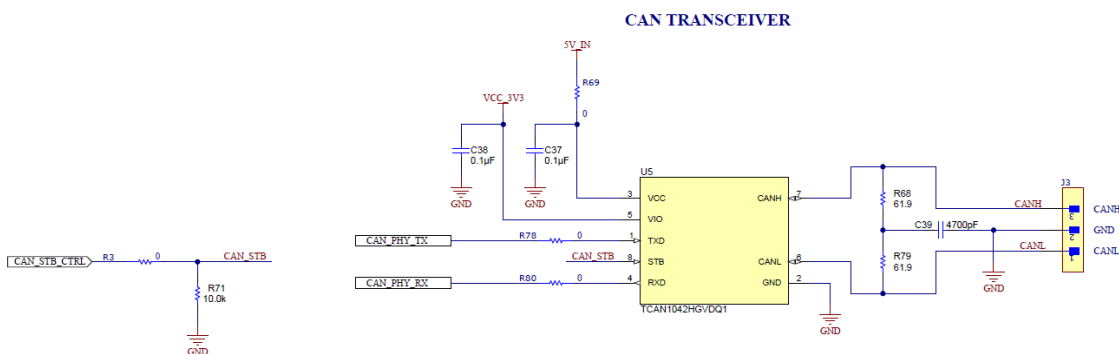 CAN TRANSCEIVER
5V_IN
R69
0
VCC_3V3
C38
0.1µF
C37
0.1µF
GND
GND
U5
3
VCC
CANH
7
5
VIO
CAN_PHY_TX
R78
0
1
TXD
CAN_STB
8
STB
CANL
6
CAN_PHY_RX
R80
0
4
RXD
GND
2
TCAN1042HGVDQ1
GND
CAN_STB_CTRL
R3
0
CAN_STB
R71
10.0k
GND
R68
61.9
C39
4700pF
R79
61.9
GND
J3
CANH
3
CANH
2
GND
CANL
1
CANL